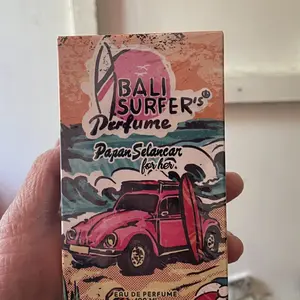 BALI
SURFER'S
Perfume
Papan Selancar
for her.
EAU DE PERFUME